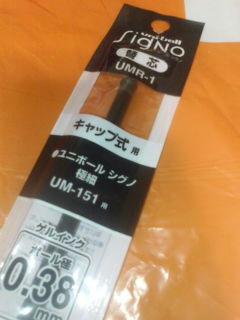 uni-ball
SigNO
替芯
UMR-1
キャップ式用
ユニボール シグノ
極細
UM-151用
ゲルインク
ボール径
0.38
mm